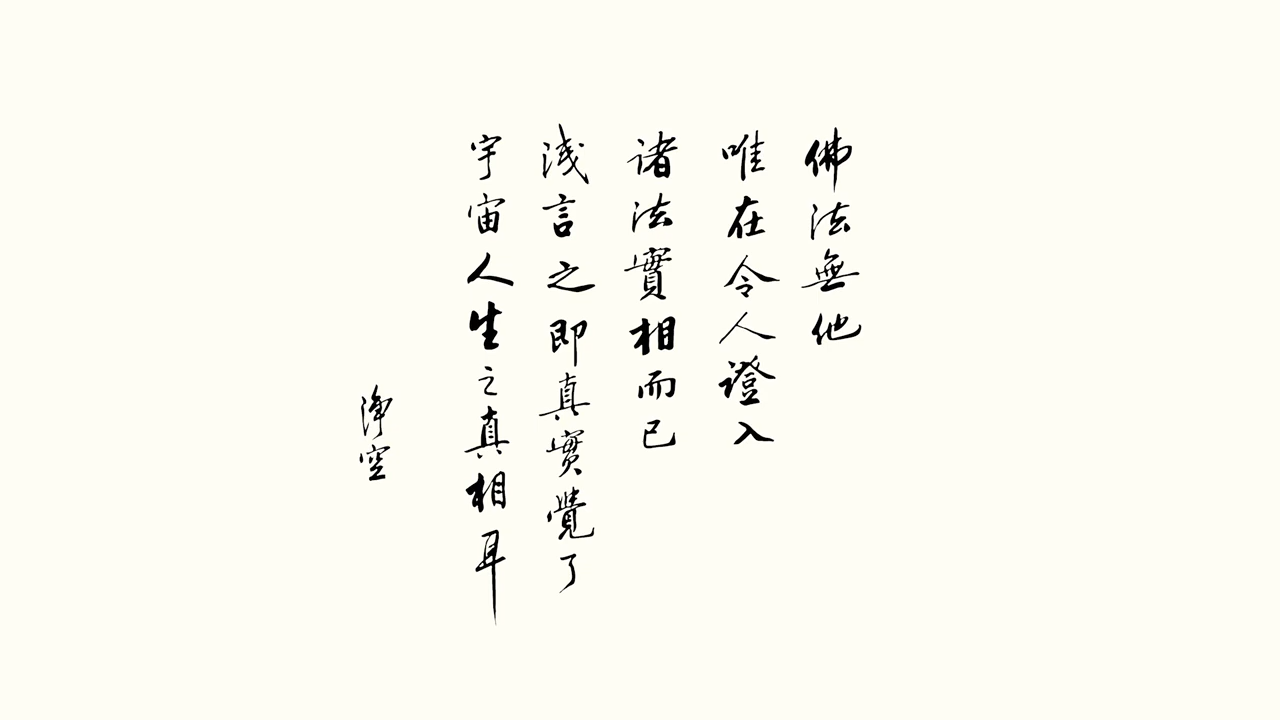 佛法無他
唯在令人證入
诸法實相而已
淺言之即真實覺了
宇宙人生之真相耳
淨空